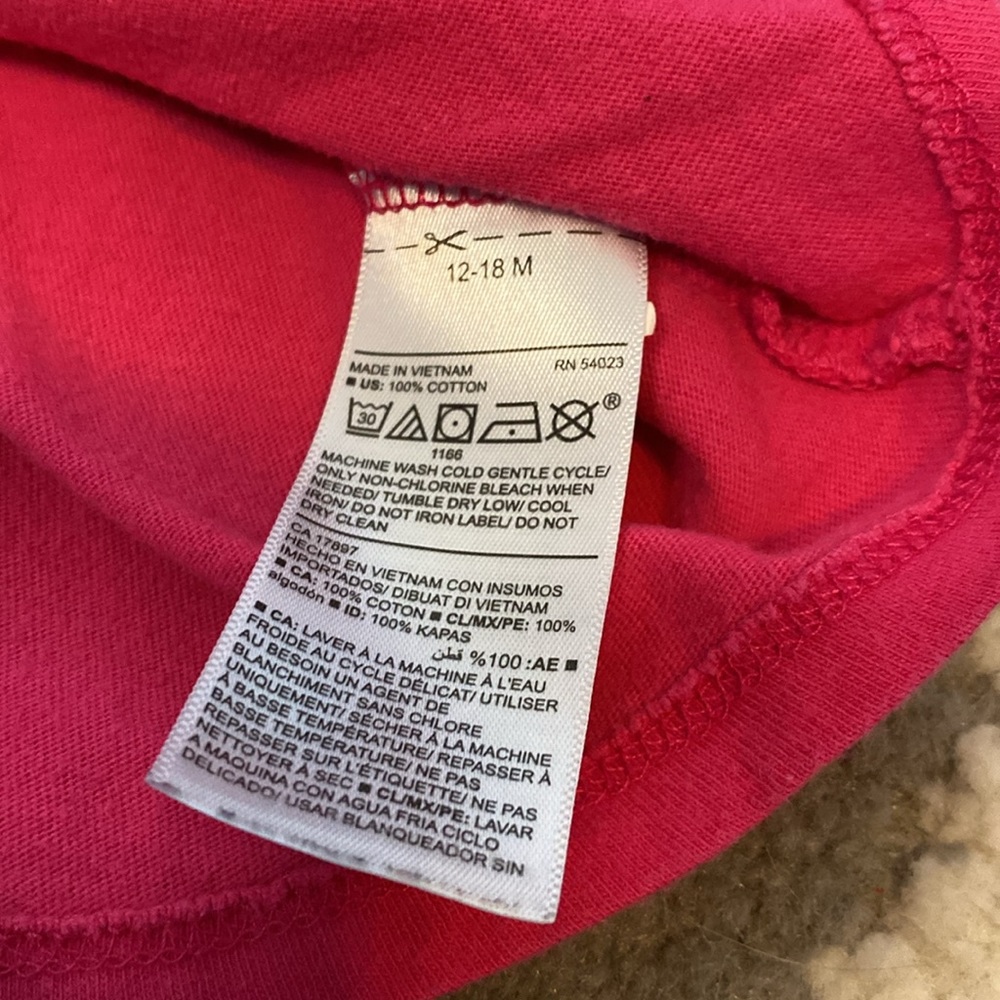 12-18 M
MADE IN VIETNAM RN 54023
■ US: 100% COTTON
30 ®
1166
MACHINE WASH COLD GENTLE CYCLE/
ONLY NON-CHLORINE BLEACH WHEN
NEEDED/ TUMBLE DRY LOW/ COOL
IRON/ DO NOT IRON LABEL/ DO NOT
DRY CLEAN
CA 17897
HECHO EN VIETNAM CON INSUMOS
IMPORTADOS/ DIBUAT DI VIETNAM
■ CA: 100% COTON ■ CL/MX/PE: 100%
algodón ■ ID: 100% KAPAS
■ AE: 100% قطن
■ CA: LAVER À LA MACHINE À L'EAU
FROIDE AU CYCLE DÉLICAT/ UTILISER
AU BESOIN UN AGENT DE
BLANCHIMENT SANS CHLORE
UNIQUEMENT/ SÉCHER À LA MACHINE
À BASSE TEMPÉRATURE/ REPASSER À
BASSE TEMPÉRATURE/ NE PAS
REPASSER SUR L'ÉTIQUETTE/ NE PAS
NETTOYER À SEC ■ CL/MX/PE: LAVAR
A MAQUINA CON AGUA FRIA CICLO
DELICADO/ USAR BLANQUEADOR SIN